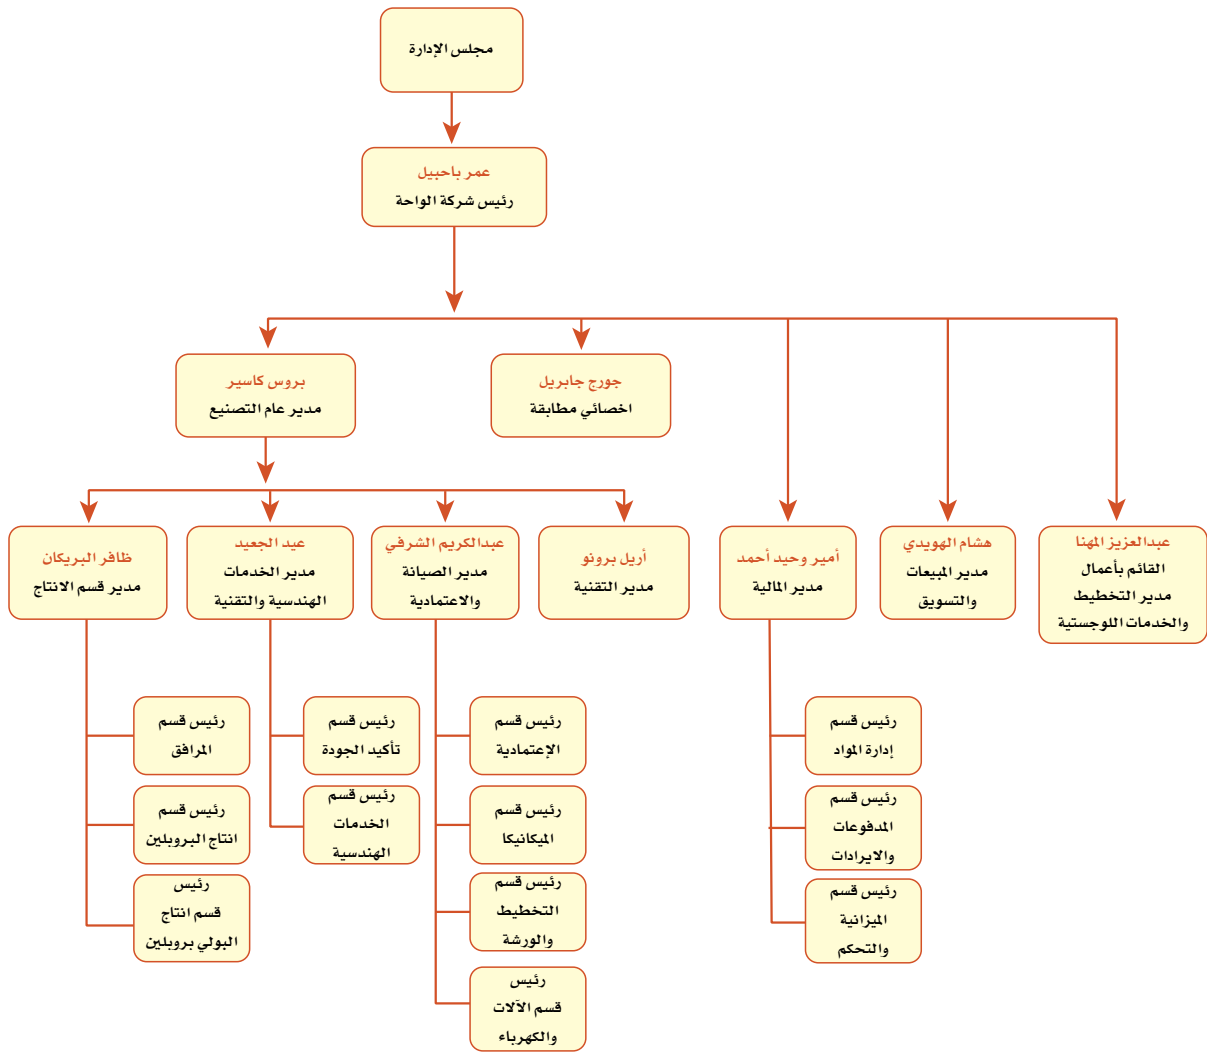 مجلس الإدارة
عمر باحبيل
رئيس شركة الواحة
جورج جابريل
اخصائي مطابقة
بروس كاسير
مدير عام التصنيع
عبدالعزيز المهنا
القائم بأعمال
مدير التخطيط
والخدمات اللوجستية
هشام الهويدي
مدير المبيعات
والتسويق
أمير وحيد أحمد
مدير المالية
أريل برونو
مدير التقنية
عبدالكريم الشرفي
مدير الصيانة
والاعتمادية
عيد الجعيد
مدير الخدمات
الهندسية والتقنية
ظافر البريكان
مدير قسم الانتاج
رئيس قسم
إدارة المواد
رئيس قسم
المدفوعات
والايرادات
رئيس قسم
الميزانية
والتحكم
رئيس قسم
الإعتمادية
رئيس قسم
الميكانيكا
رئيس قسم
التخطيط
والورشة
رئيس
قسم الآلات
والكهرباء
رئيس قسم
تأكيد الجودة
رئيس قسم
الخدمات
الهندسية
رئيس قسم
المرافق
رئيس قسم
انتاج البروبلين
رئيس
قسم انتاج
البولي بروبلين